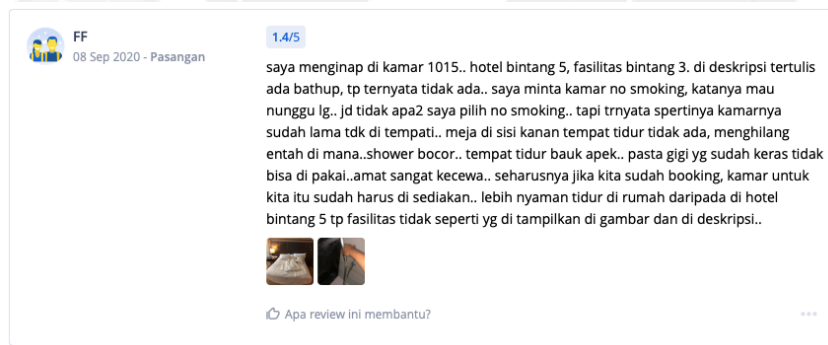 FF
08 Sep 2020 - Pasangan
1.4/5
saya menginap di kamar 1015.. hotel bintang 5, fasilitas bintang 3. di deskripsi tertulis
ada bathup, tp ternyata tidak ada.. saya minta kamar no smoking, katanya mau
nunggu lg.. jd tidak apa2 saya pilih no smoking.. tapi trnyata spertinya kamarnya
sudah lama tdk di tempati.. meja di sisi kanan tempat tidur tidak ada, menghilang
entah di mana..shower bocor.. tempat tidur bauk apek.. pasta gigi yg sudah keras tidak
bisa di pakai..amat sangat kecewa.. seharusnya jika kita sudah booking, kamar untuk
kita itu sudah harus di sediakan.. lebih nyaman tidur di rumah daripada di hotel
bintang 5 tp fasilitas tidak seperti yg di tampilkan di gambar dan di deskripsi..
Apa review ini membantu?